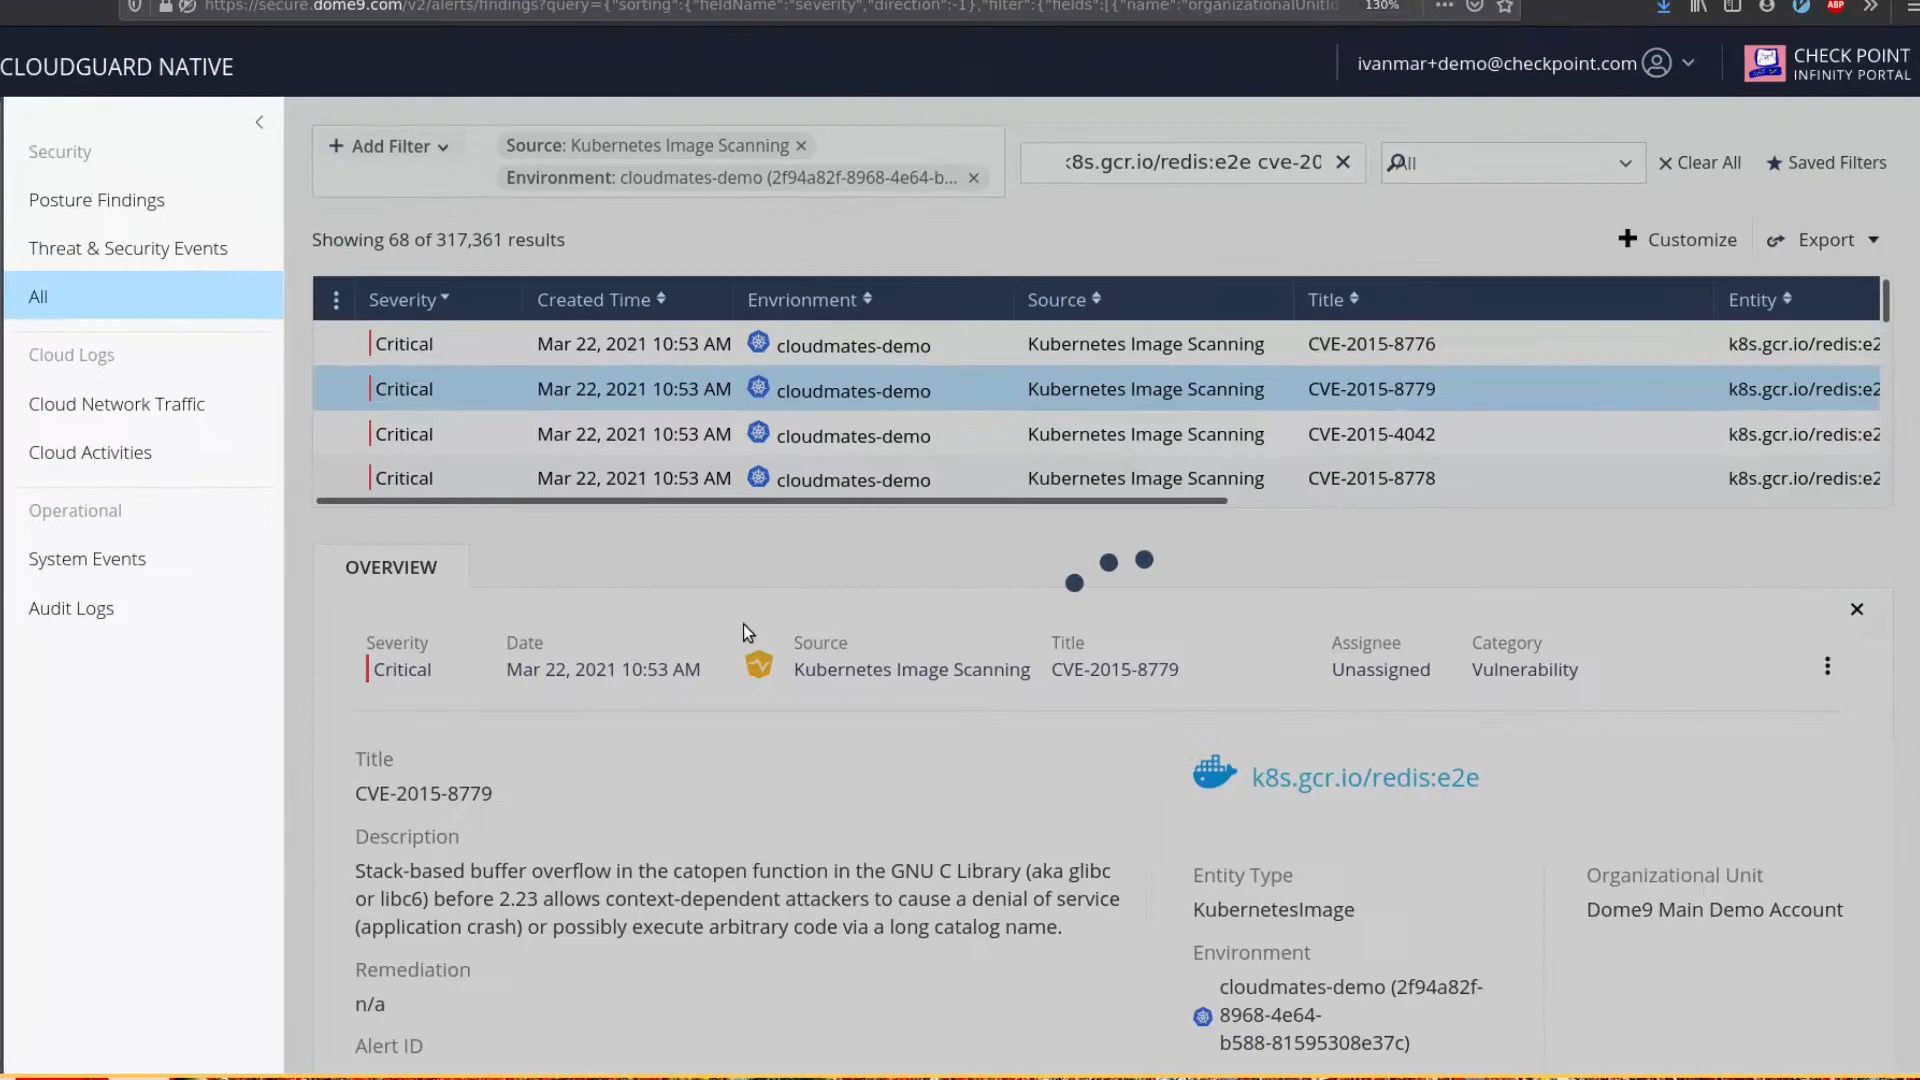 https://secure.dome9.com/v2/alerts/findings?query={"sorting":{"fieldName":"severity","direction":-1},"filter":{"fields":[{"name":"organizationalUnitId
130%
ABP
CLOUDGUARD NATIVE
ivanmar+demo@checkpoint.com
CHECK POINT
INFINITY PORTAL
Security
Posture Findings
Threat & Security Events
All
Cloud Logs
Cloud Network Traffic
Cloud Activities
Operational
System Events
Audit Logs
+ Add Filter
Source: Kubernetes Image Scanning ×
Environment: cloudmates-demo (2f94a82f-8968-4e64-b... ×
k8s.gcr.io/redis:e2e cve-20
All
Clear All
Saved Filters
Showing 68 of 317,361 results
Customize
Export
Severity Created Time Envrionment Source Title Entity
Critical Mar 22, 2021 10:53 AM cloudmates-demo Kubernetes Image Scanning CVE-2015-8776 k8s.gcr.io/redis:e2
Critical Mar 22, 2021 10:53 AM cloudmates-demo Kubernetes Image Scanning CVE-2015-8779 k8s.gcr.io/redis:e2
Critical Mar 22, 2021 10:53 AM cloudmates-demo Kubernetes Image Scanning CVE-2015-4042 k8s.gcr.io/redis:e2
Critical Mar 22, 2021 10:53 AM cloudmates-demo Kubernetes Image Scanning CVE-2015-8778 k8s.gcr.io/redis:e2
OVERVIEW
Severity Date Source Title Assignee Category
Critical Mar 22, 2021 10:53 AM Kubernetes Image Scanning CVE-2015-8779 Unassigned Vulnerability
Title
CVE-2015-8779
Description
Stack-based buffer overflow in the catopen function in the GNU C Library (aka glibc
or libc6) before 2.23 allows context-dependent attackers to cause a denial of service
(application crash) or possibly execute arbitrary code via a long catalog name.
Remediation
n/a
Alert ID
k8s.gcr.io/redis:e2e
Entity Type
KubernetesImage
Environment
cloudmates-demo (2f94a82f-
8968-4e64-
b588-81595308e37c)
Organizational Unit
Dome9 Main Demo Account